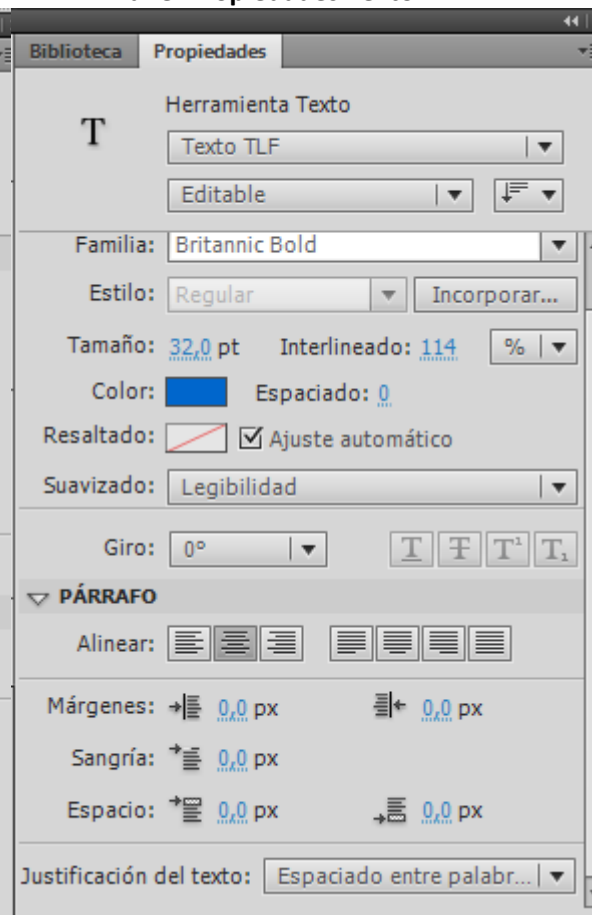 Biblioteca Propiedades
Herramienta Texto
T
Texto TLF
Editable
Familia: Britannic Bold
Estilo: Regular Incorporar...
Tamaño: 32,0 pt Interlineado: 114 %
Color: Espaciado: 0
Resaltado: Ajuste automático
Suavizado: Legibilidad
Giro: 0° T T T¹ T₁
PÁRRAFO
Alinear:
Márgenes: 0,0 px 0,0 px
Sangría: 0,0 px
Espacio: 0,0 px 0,0 px
Justificación del texto: Espaciado entre palabr...